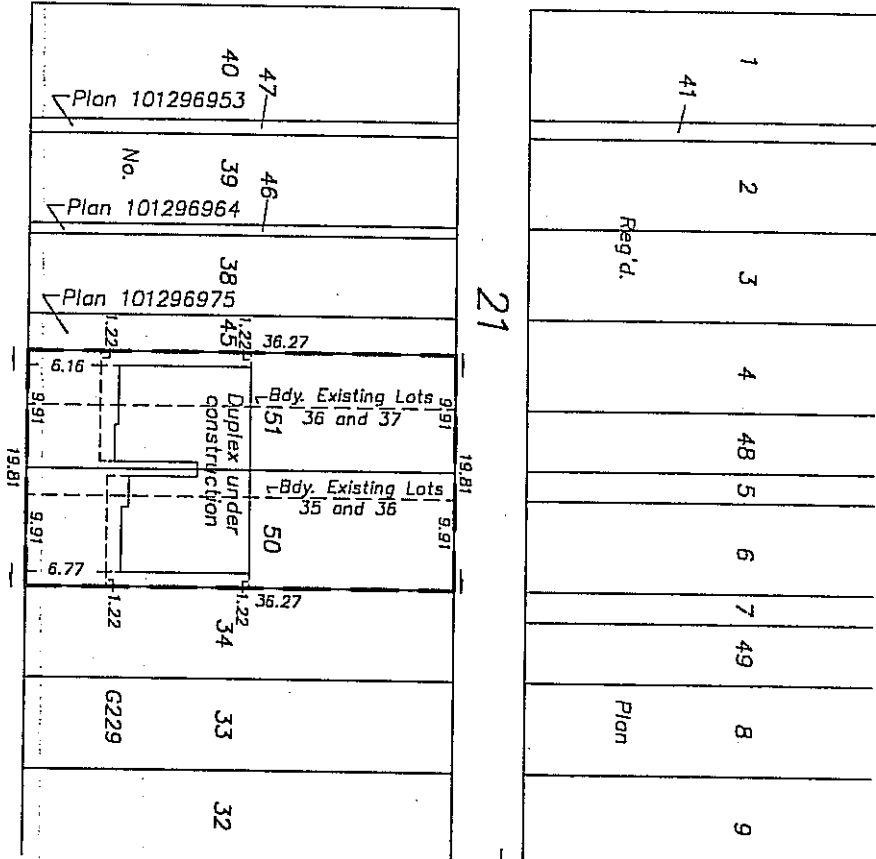 40
47
Plan 101296953
No.
39
46
Plan 101296964
38
Plan 101296975
1.22
45
1.22
36.27
6.16
Bdy. Existing Lots
36 and 37
9.91
51
9.91
Duplex under
construction
19.81
19.81
Bdy. Existing Lots
35 and 36
9.91
50
9.91
6.77
1.22
1.22
36.27
34
G229
33
32
21
1
41
2
Reg'd.
3
4
48
5
6
7
49
Plan
8
9